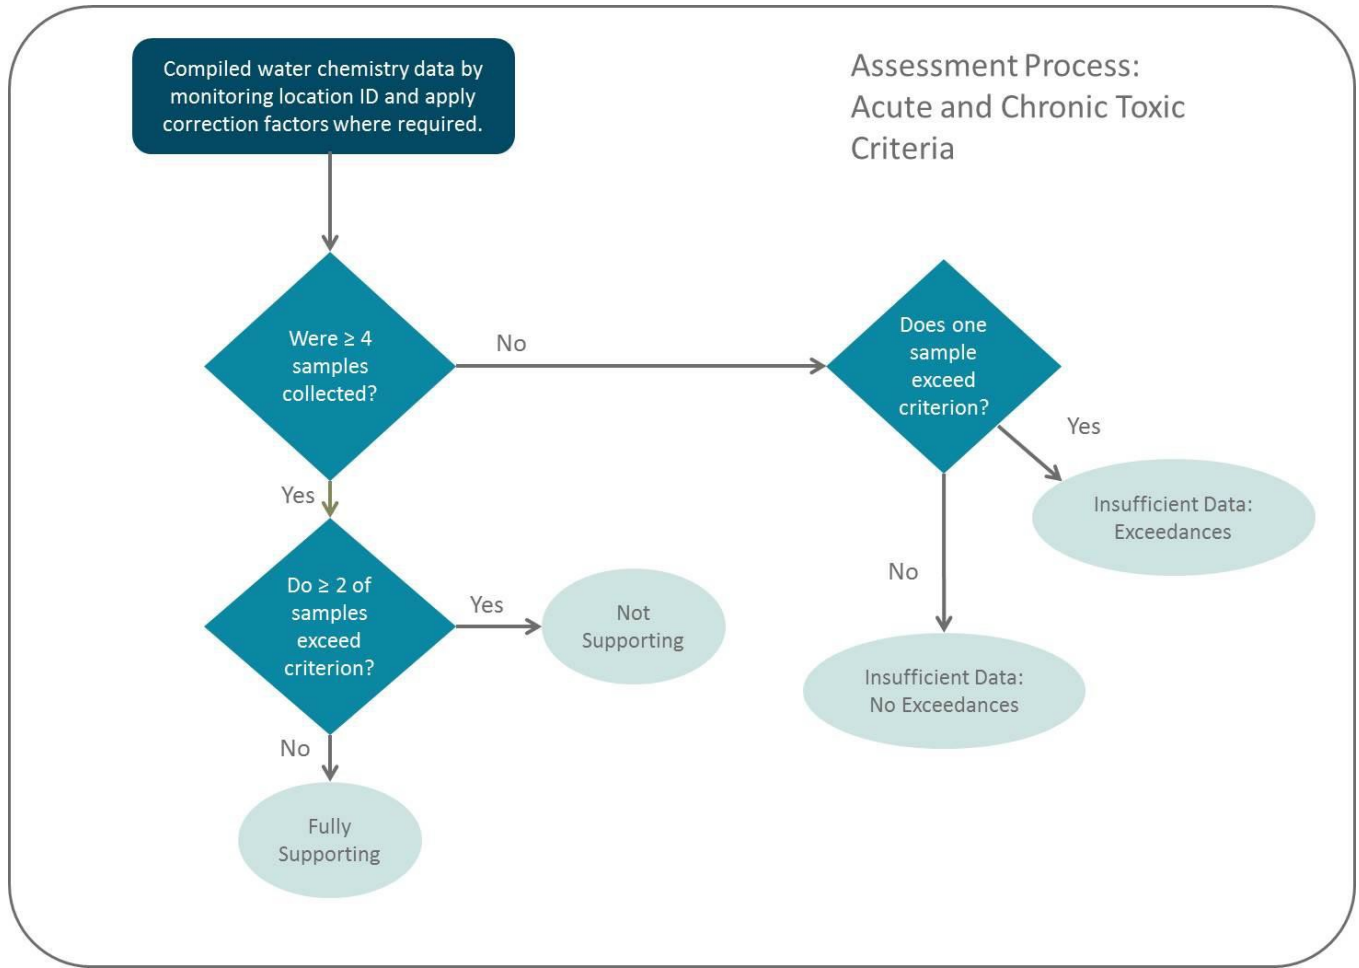 Compiled water chemistry data by
monitoring location ID and apply
correction factors where required.
Assessment Process:
Acute and Chronic Toxic
Criteria
Were ≥ 4
samples
collected?
No
Does one
sample
exceed
criterion?
Yes
Insufficient Data:
Exceedances
No
Insufficient Data:
No Exceedances
Yes
Do ≥ 2 of
samples
exceed
criterion?
Yes
Not
Supporting
No
Fully
Supporting